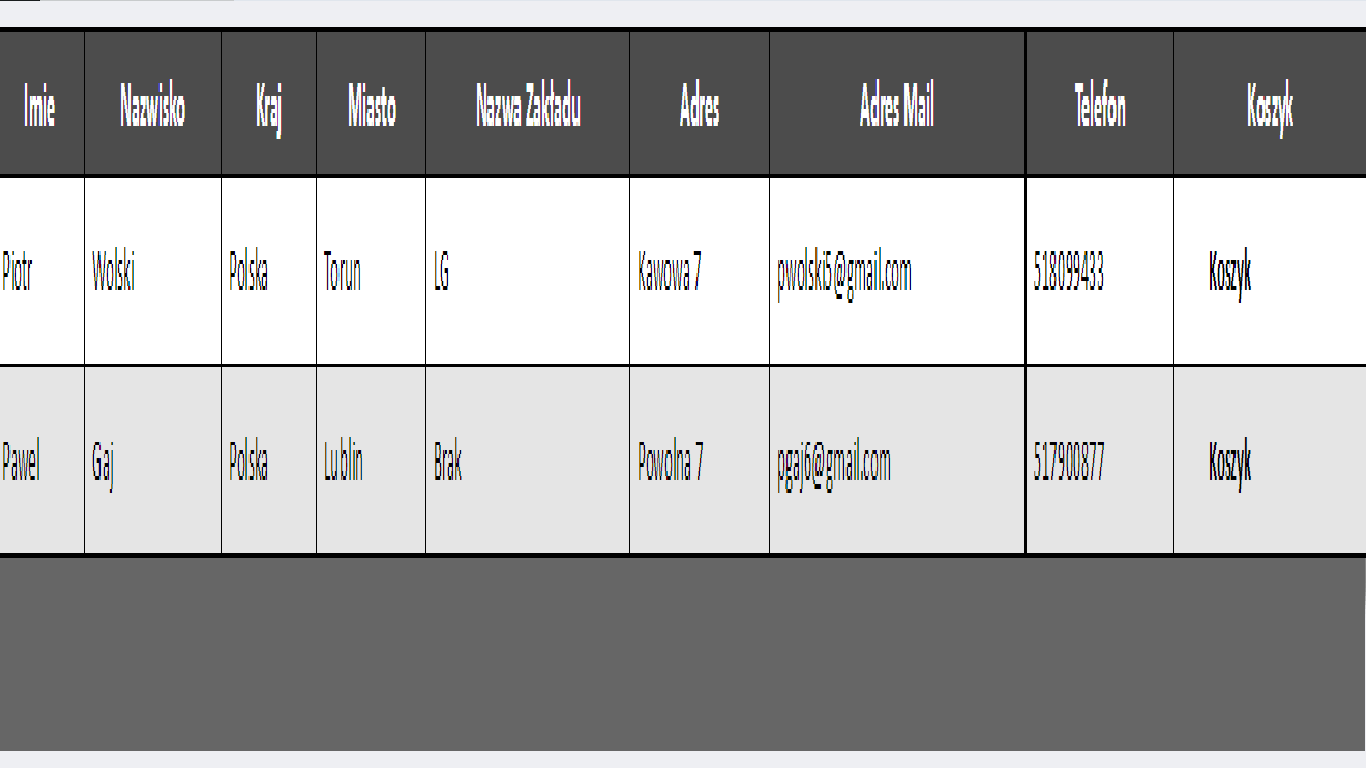 Imie Nazwisko Kraj Miasto Nazwa Zakładu Adres Adres Mail Telefon Koszyk
Piotr Wolski Polska Torun LG Kawowa 7 pwolski5@gmail.com 518099433 Koszyk
Pawel Gaj Polska Lublin Brak Powolna 7 pgaj6@gmail.com 517900877 Koszyk